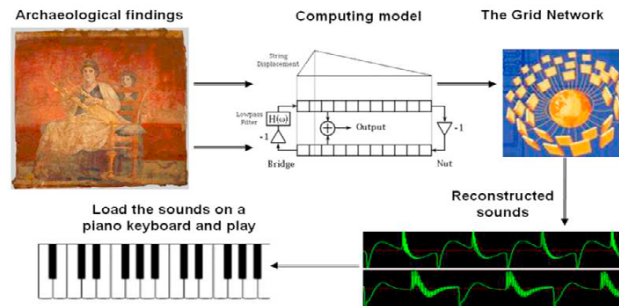 Archaeological findings
Computing model
The Grid Network
String
Displacement
Lowpass
Filter
H(ω)
-1
Output
-1
Bridge
Nut
Reconstructed
sounds
Load the sounds on a
piano keyboard and play